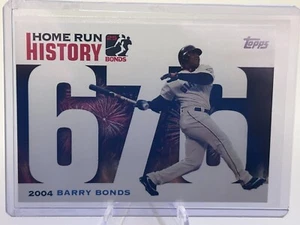 HOME RUN
HISTORY
BONDS
Topps
676
2004 BARRY BONDS